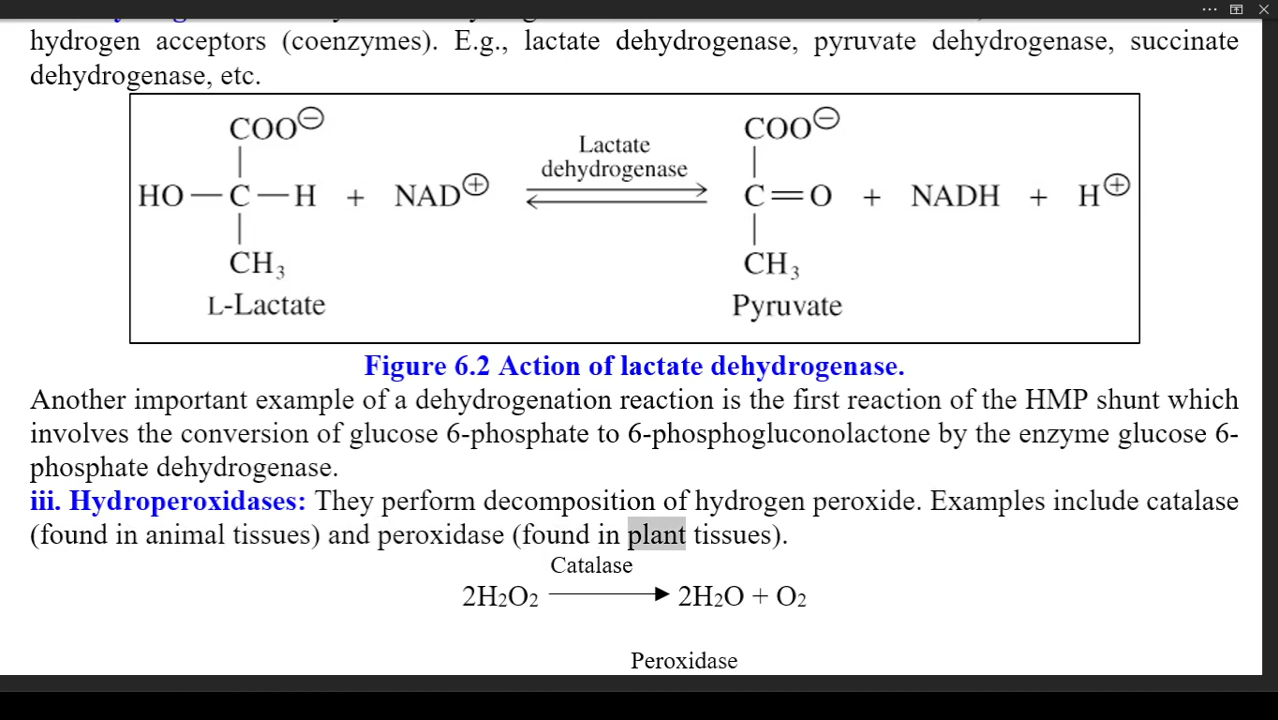 hydrogen acceptors (coenzymes). E.g., lactate dehydrogenase, pyruvate dehydrogenase, succinate
dehydrogenase, etc.
COO⊖ COO⊖
Lactate
dehydrogenase
HO — C — H + NAD⊕ C = O + NADH + H⊕
CH₃ CH₃
L-Lactate Pyruvate
Figure 6.2 Action of lactate dehydrogenase.
Another important example of a dehydrogenation reaction is the first reaction of the HMP shunt which
involves the conversion of glucose 6-phosphate to 6-phosphogluconolactone by the enzyme glucose 6-
phosphate dehydrogenase.
iii. Hydroperoxidases: They perform decomposition of hydrogen peroxide. Examples include catalase
(found in animal tissues) and peroxidase (found in plant tissues).
Catalase
2H₂O₂ → 2H₂O + O₂
Peroxidase